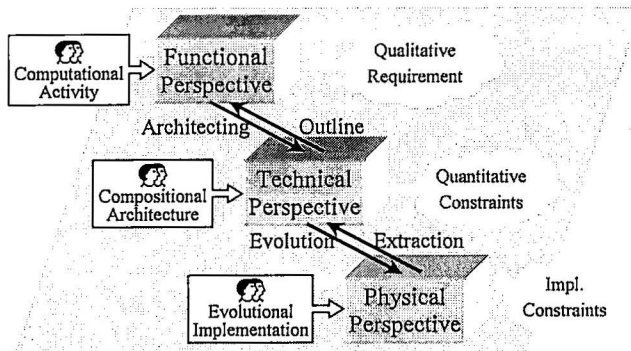 Computational
Activity
Functional
Perspective
Qualitative
Requirement
Architecting
Outline
Compositional
Architecture
Technical
Perspective
Quantitative
Constraints
Evolution
Extraction
Evolutional
Implementation
Physical
Perspective
Impl.
Constraints